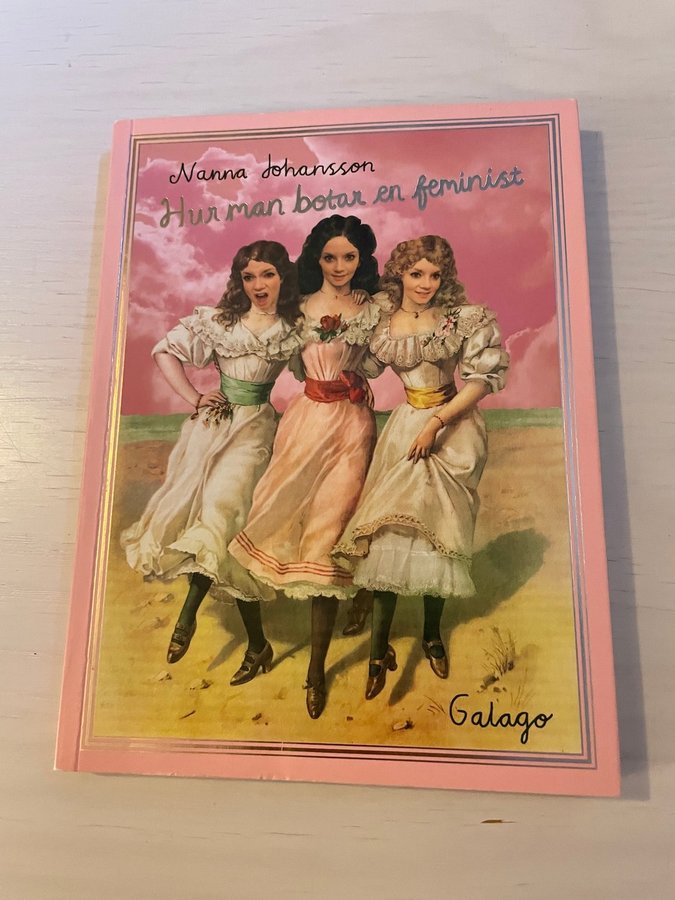 Nanna Johansson
Hur man botar en feminist
Galago